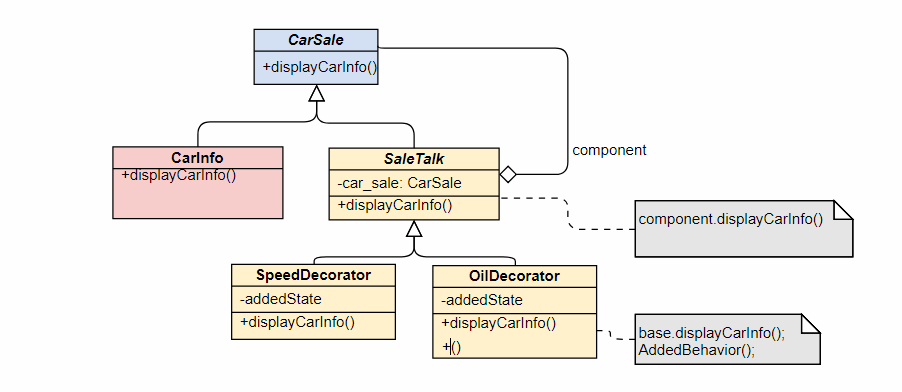 CarSale
+displayCarInfo()
component
CarInfo
+displayCarInfo()
SaleTalk
-car_sale: CarSale
+displayCarInfo()
component.displayCarInfo()
SpeedDecorator
-addedState
+displayCarInfo()
OilDecorator
-addedState
+displayCarInfo()
+()
base.displayCarInfo();
AddedBehavior();